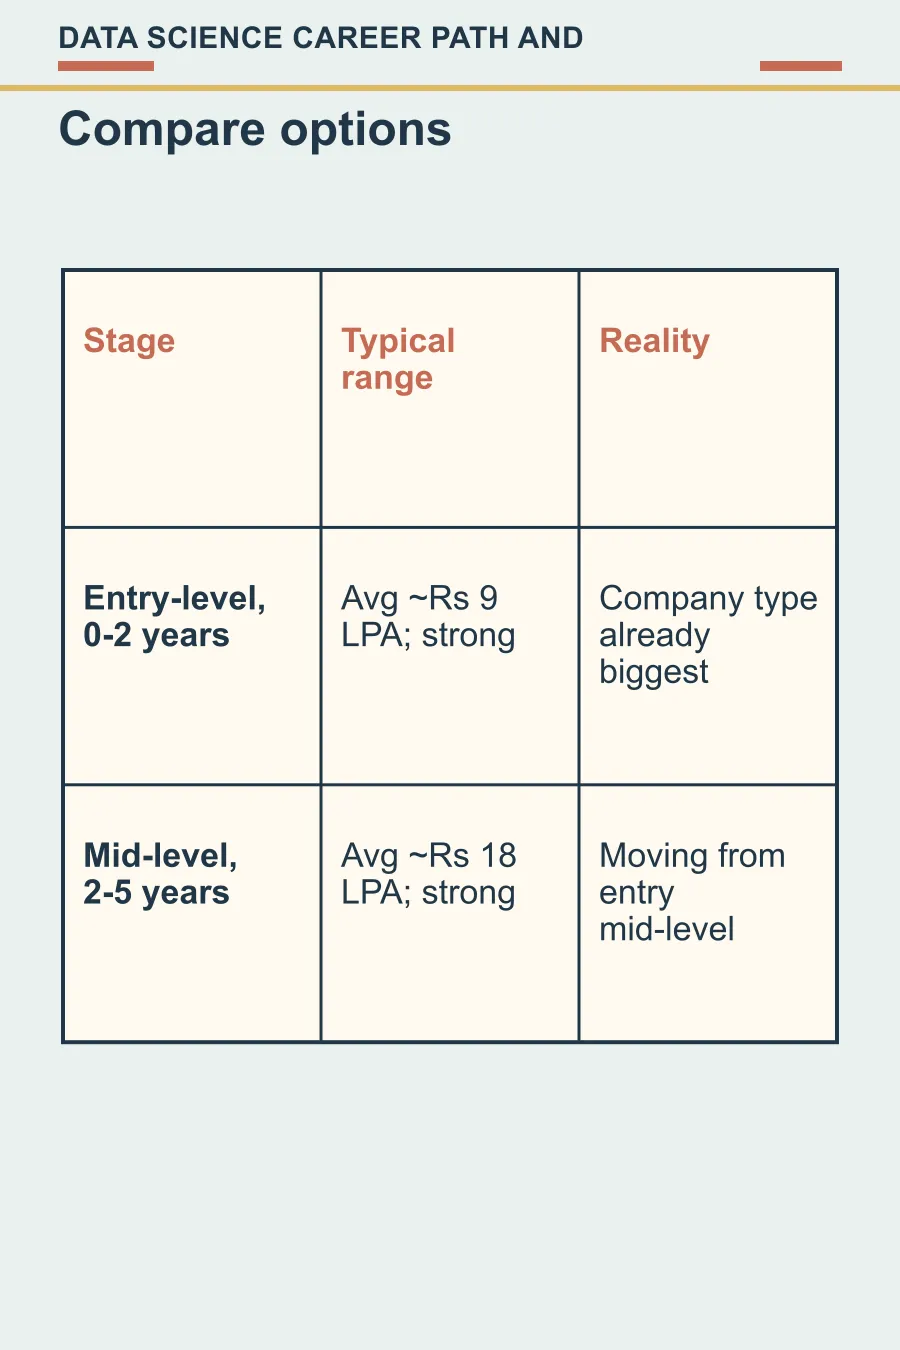 DATA SCIENCE CAREER PATH AND
Compare options
Stage
Typical
range
Reality
Entry-level,
0-2 years
Avg ~Rs 9
LPA; strong
Company type
already
biggest
Mid-level,
2-5 years
Avg ~Rs 18
LPA; strong
Moving from
entry
mid-level